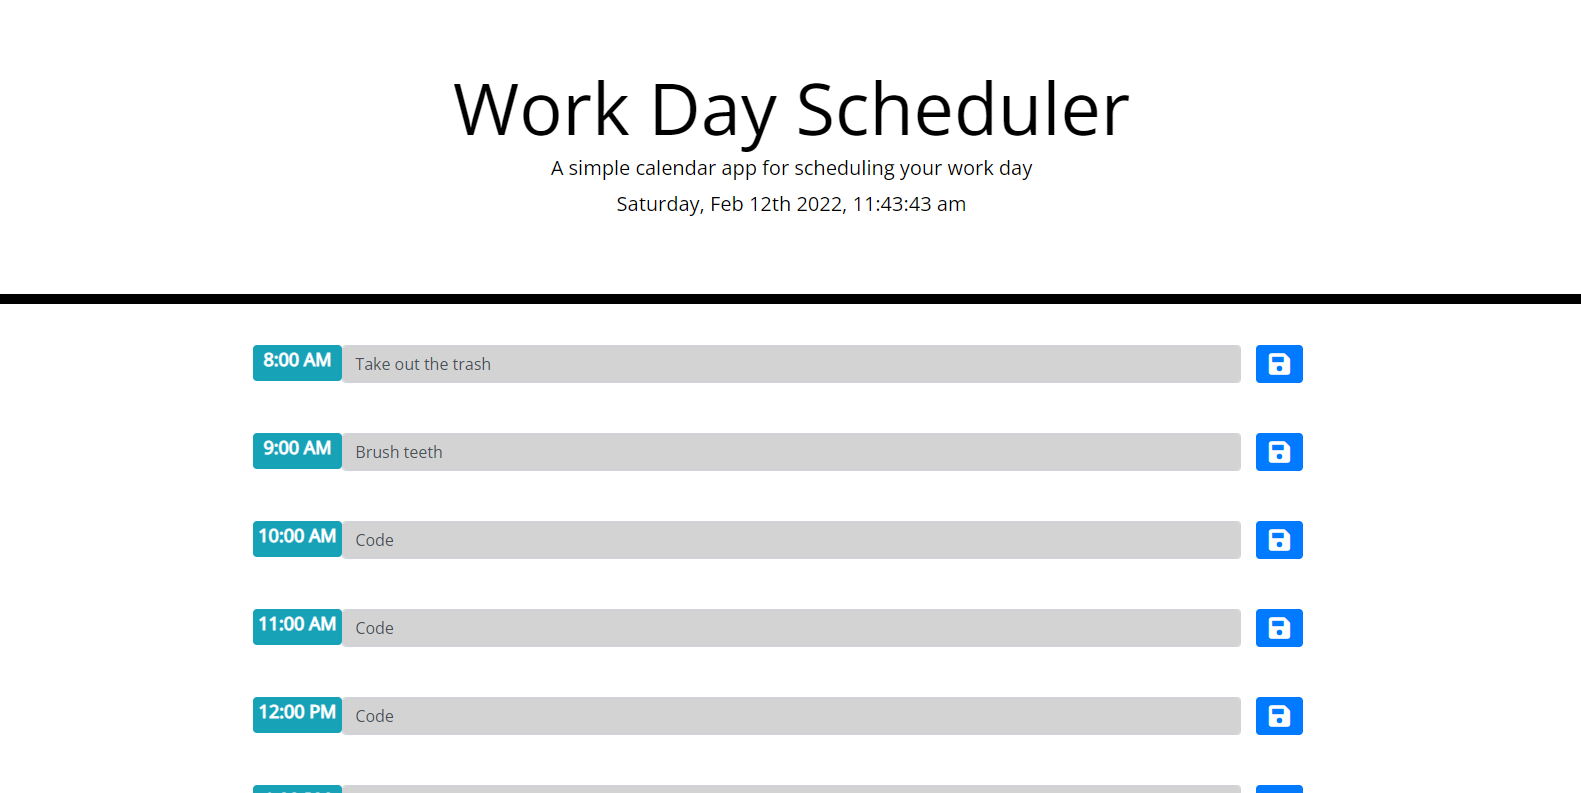 Work Day Scheduler
A simple calendar app for scheduling your work day
Saturday, Feb 12th 2022, 11:43:43 am
8:00 AM Take out the trash
9:00 AM Brush teeth
10:00 AM Code
11:00 AM Code
12:00 PM Code